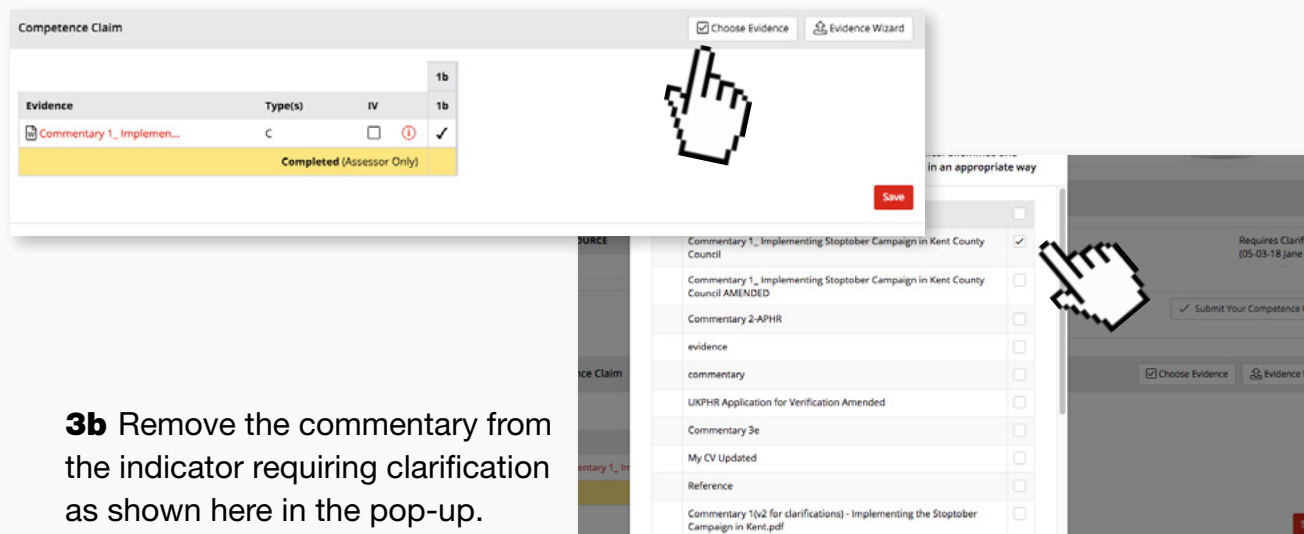 Competence Claim
Choose Evidence
Evidence Wizard
1b
Evidence Type(s) IV 1b
Commentary 1_ Implemen... C
Completed (Assessor Only)
Save
in an appropriate way
Commentary 1_ Implementing Stoptober Campaign in Kent County
Council
Commentary 1_ Implementing Stoptober Campaign in Kent County
Council AMENDED
Commentary 2-APHR
evidence
commentary
UKPHR Application for Verification Amended
Commentary 3e
My CV Updated
Reference
Commentary 1(v2 for clarifications) - Implementing the Stoptober
Campaign in Kent.pdf
Requires
(05-03-18 Jane
Submit Your Competence
Claim
Choose Evidence
Evidence
3b Remove the commentary from
the indicator requiring clarification
as shown here in the pop-up.